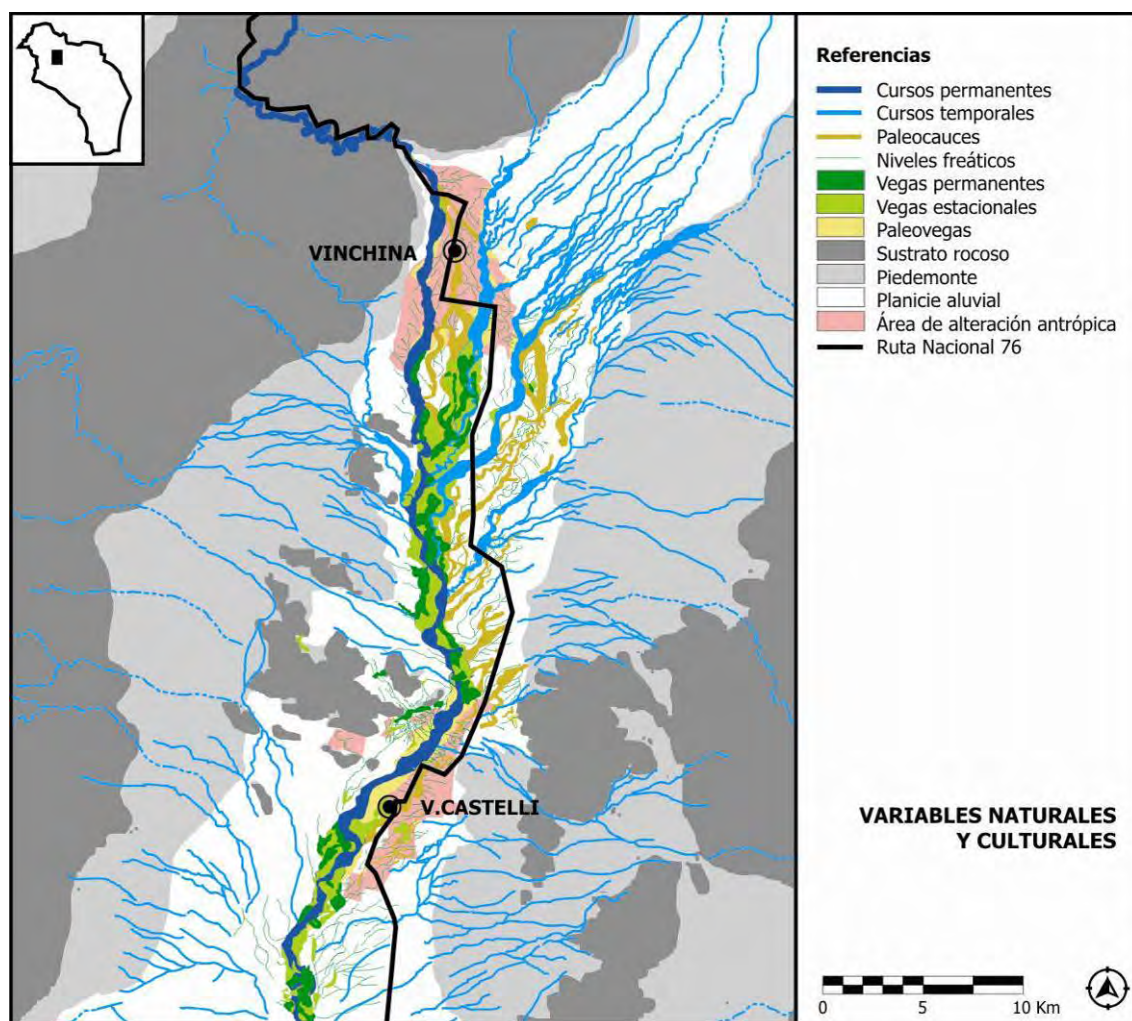 VINCHINA
V.CASTELLI
Referencias
Cursos permanentes
Cursos temporales
Paleocauces
Niveles freáticos
Vegas permanentes
Vegas estacionales
Paleovegas
Sustrato rocoso
Piedemonte
Planicie aluvial
Área de alteración antrópica
Ruta Nacional 76
VARIABLES NATURALES
Y CULTURALES
0 5 10 Km